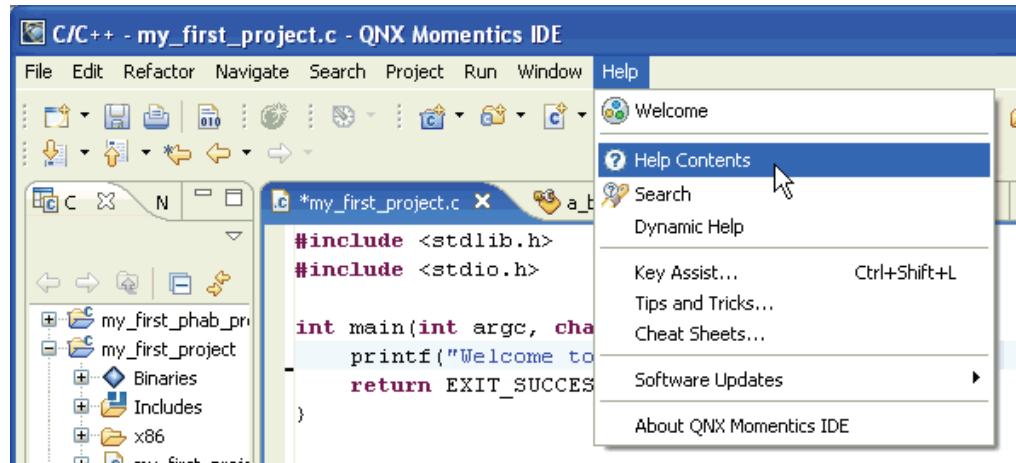 C/C++ - my_first_project.c - QNX Momentics IDE
File Edit Refactor Navigate Search Project Run Window Help
Welcome
Help Contents
Search
Dynamic Help
Key Assist... Ctrl+Shift+L
Tips and Tricks...
Cheat Sheets...
Software Updates
About QNX Momentics IDE
010
C N
my_first_phab_pr
my_first_project
Binaries
Includes
x86
*my_first_project.c a_b
#include <stdlib.h>
#include <stdio.h>
int main(int argc, cha
printf("Welcome to
return EXIT_SUCCES
}